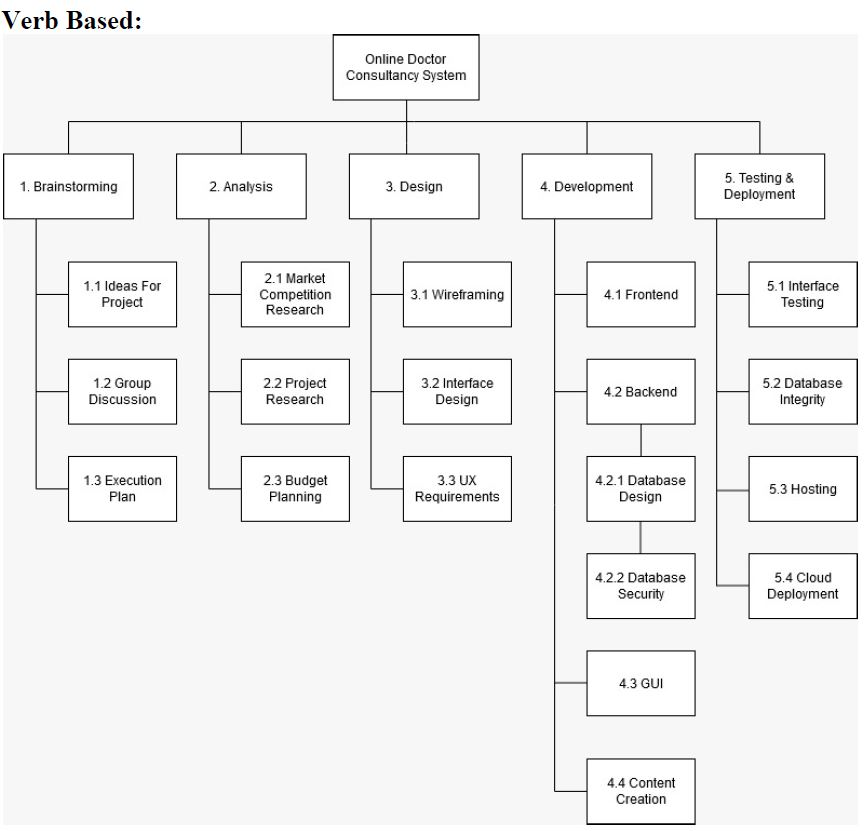 Verb Based:
Online Doctor
Consultancy System
1. Brainstorming
2. Analysis
3. Design
4. Development
5. Testing &
Deployment
1.1 Ideas For
Project
1.2 Group
Discussion
1.3 Execution
Plan
2.1 Market
Competition
Research
2.2 Project
Research
2.3 Budget
Planning
3.1 Wireframing
3.2 Interface
Design
3.3 UX
Requirements
4.1 Frontend
4.2 Backend
4.2.1 Database
Design
4.2.2 Database
Security
4.3 GUI
4.4 Content
Creation
5.1 Interface
Testing
5.2 Database
Integrity
5.3 Hosting
5.4 Cloud
Deployment